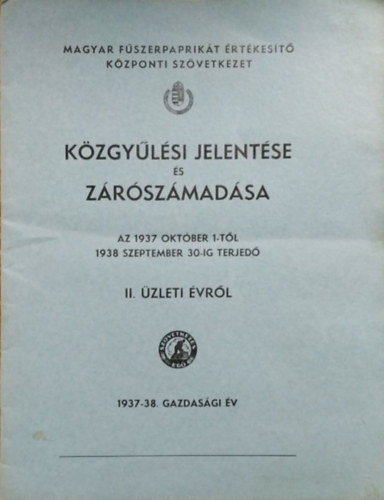 MAGYAR FŰSZERPAPRIKÁT ÉRTÉKESÍTŐ
KÖZPONTI SZÖVETKEZET
KÖZGYŰLÉSI JELENTÉSE
ÉS
ZÁRÓSZÁMADÁSA
AZ 1937 OKTÓBER 1-TŐL
1938 SZEPTEMBER 30-IG TERJEDŐ
II. ÜZLETI ÉVRŐL
1937-38. GAZDASÁGI ÉV